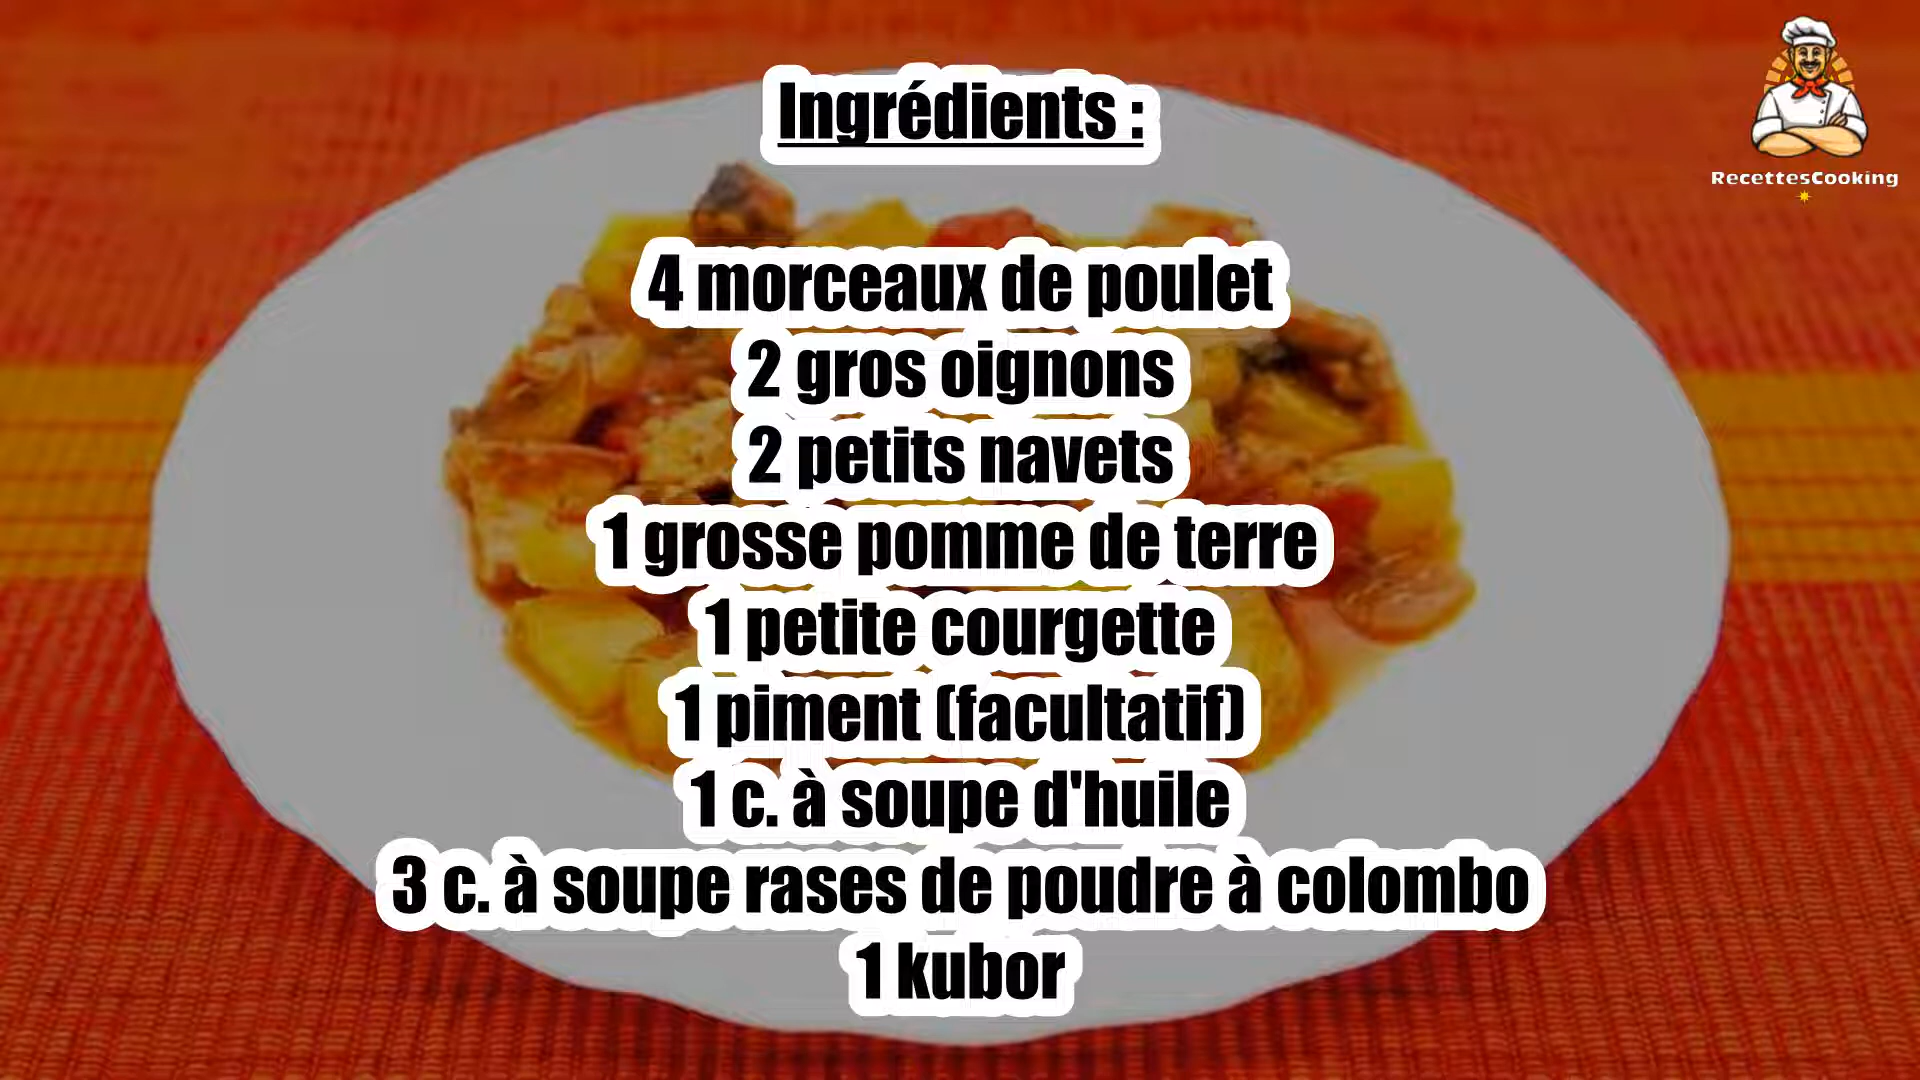 Ingrédients :
RecettesCooking
4 morceaux de poulet
2 gros oignons
2 petits navets
1 grosse pomme de terre
1 petite courgette
1 piment (facultatif)
1 c. à soupe d'huile
3 c. à soupe rases de poudre à colombo
1 kubor